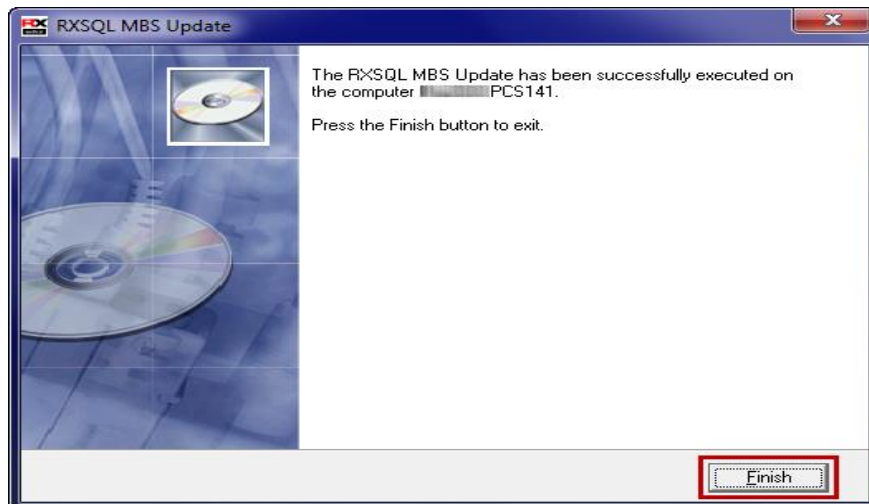 RX
RXSQL MBS Update
The RXSQL MBS Update has been successfully executed on
the computer PCS141.
Press the Finish button to exit.
Finish